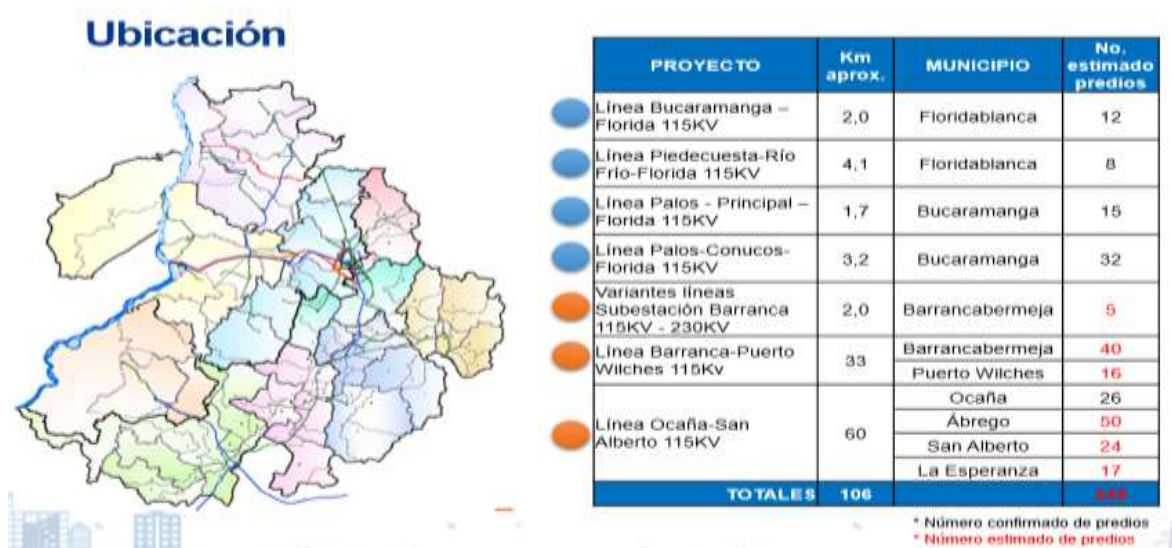 Ubicación
PROYECTO
Km
aprox.
MUNICIPIO
No.
estimado
predios
Línea Bucaramanga –
Florida 115KV
2,0
Floridablanca
12
Línea Piedecuesta-Río
Frío-Florida 115KV
4,1
Floridablanca
8
Línea Palos - Principal –
Florida 115KV
1,7
Bucaramanga
15
Línea Palos-Conucos-
Florida 115KV
3,2
Bucaramanga
32
Variantes líneas
Subestación Barranca
115KV - 230KV
2,0
Barrancabermeja
5
Línea Barranca-Puerto
Wilches 115Kv
33
Barrancabermeja
40
Puerto Wilches
16
Línea Ocaña-San
Alberto 115KV
60
Ocaña
26
Ábrego
50
San Alberto
24
La Esperanza
17
TOTALES
106
* Número confirmado de predios
* Número estimado de predios